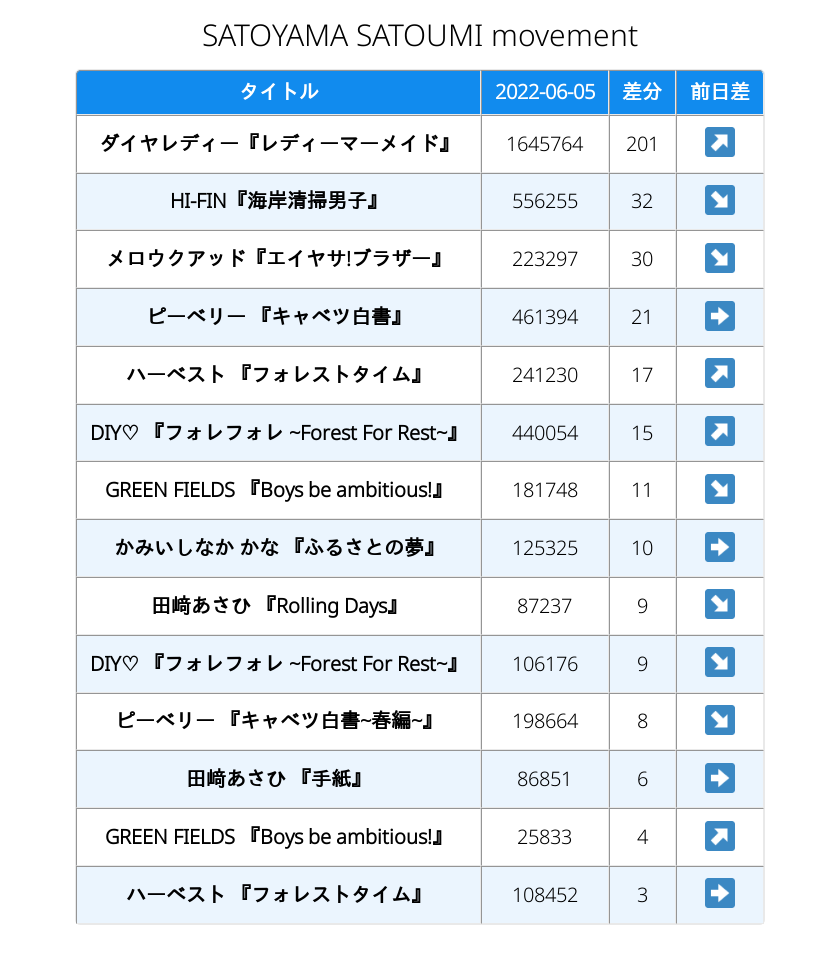 SATOYAMA SATOUMI movement
タイトル 2022-06-05 差分 前日差
ダイヤレディー『レディーマーメイド』 1645764 201 ↗
HI-FIN『海岸清掃男子』 556255 32 ↘
メロウクアッド『エイヤサ!ブラザー』 223297 30 ↘
ピーベリー 『キャベツ白書』 461394 21 ➡
ハーベスト 『フォレストタイム』 241230 17 ↗
DIY♡ 『フォレフォレ ~Forest For Rest~』 440054 15 ↗
GREEN FIELDS 『Boys be ambitious!』 181748 11 ↘
かみいしなか かな 『ふるさとの夢』 125325 10 ➡
田﨑あさひ 『Rolling Days』 87237 9 ↘
DIY♡ 『フォレフォレ ~Forest For Rest~』 106176 9 ↘
ピーベリー 『キャベツ白書~春編~』 198664 8 ↘
田﨑あさひ 『手紙』 86851 6 ➡
GREEN FIELDS 『Boys be ambitious!』 25833 4 ↗
ハーベスト 『フォレストタイム』 108452 3 ➡